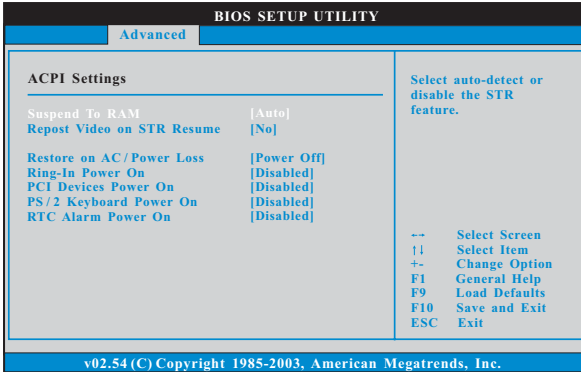 BIOS SETUP UTILITY
Advanced
ACPI Settings
Suspend To RAM [Auto]
Repost Video on STR Resume [No]
Restore on AC / Power Loss [Power Off]
Ring-In Power On [Disabled]
PCI Devices Power On [Disabled]
PS / 2 Keyboard Power On [Disabled]
RTC Alarm Power On [Disabled]
Select auto-detect or
disable the STR
feature.
←→ Select Screen
↑↓ Select Item
+- Change Option
F1 General Help
F9 Load Defaults
F10 Save and Exit
ESC Exit
v02.54 (C) Copyright 1985-2003, American Megatrends, Inc.